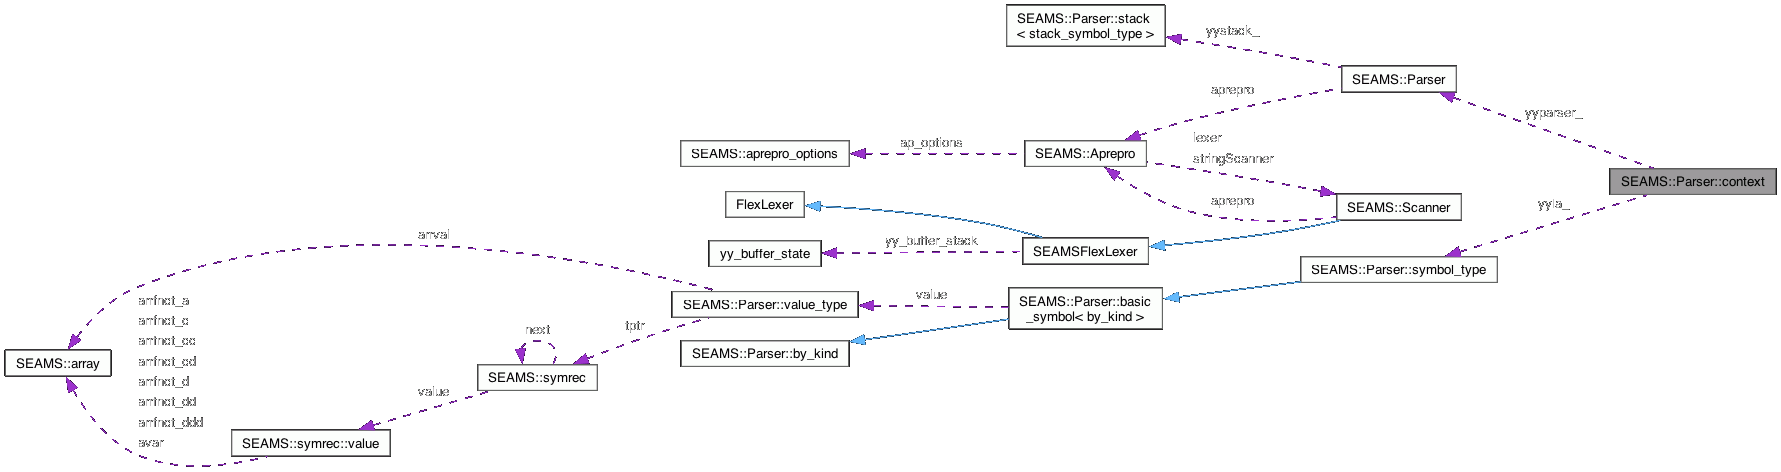 SEAMS::Parser::stack
< stack_symbol_type >
yystack_
SEAMS::Parser
aprepro
yyparser_
lexer
stringScanner
SEAMS::aprepro_options
ap_options
SEAMS::Aprepro
SEAMS::Parser::context
aprepro
yyla_
FlexLexer
SEAMS::Scanner
arrval
yy_buffer_stack
yy_buffer_state
SEAMSFlexLexer
SEAMS::Parser::symbol_type
arrfnct_a
SEAMS::Parser::value_type
value
SEAMS::Parser::basic
_symbol< by_kind >
arrfnct_c
next
tptr
arrfnct_cc
SEAMS::Parser::by_kind
SEAMS::array
arrfnct_cd
SEAMS::symrec
arrfnct_d
value
arrfnct_dd
arrfnct_ddd
avar
SEAMS::symrec::value